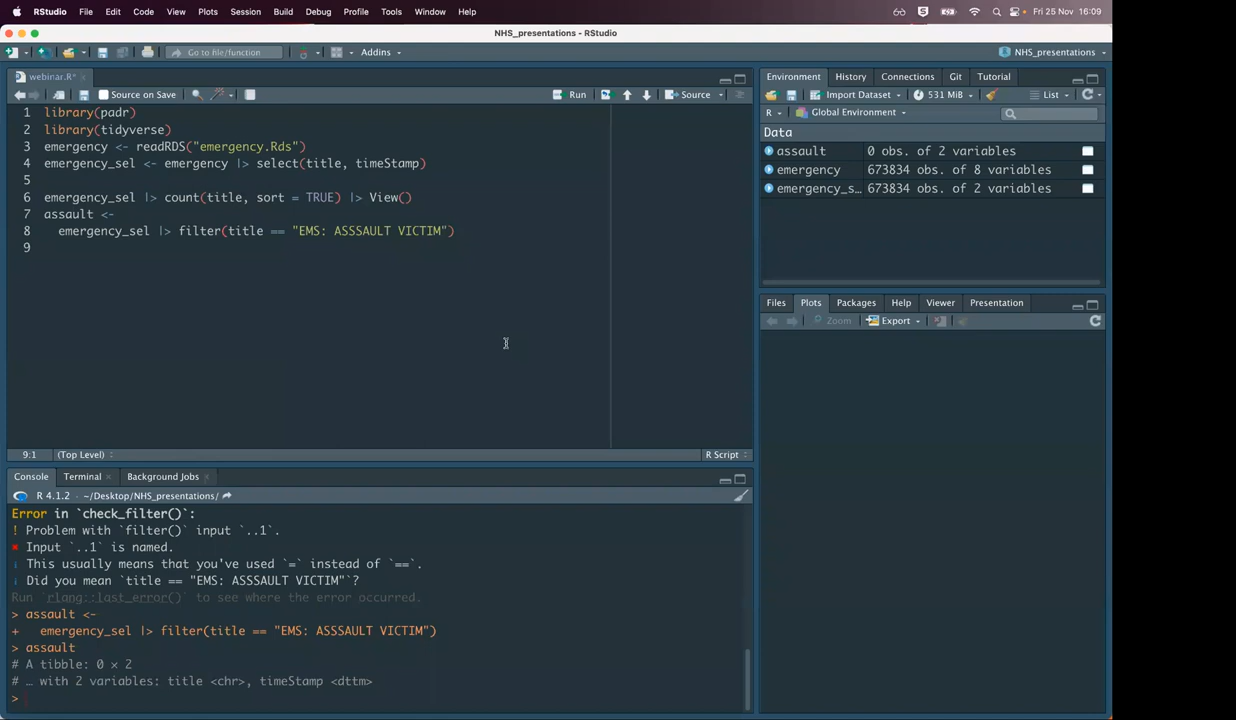 RStudio File Edit Code View Plots Session Build Debug Profile Tools Window Help Fri 25 Nov 16:09
NHS_presentations - RStudio
Go to file/function Addins NHS_presentations
webinar.R*
Source on Save Run Source
1 library(padr)
2 library(tidyverse)
3 emergency <- readRDS("emergency.Rds")
4 emergency_sel <- emergency |> select(title, timeStamp)
5
6 emergency_sel |> count(title, sort = TRUE) |> View()
7 assault <-
8 emergency_sel |> filter(title == "EMS: ASSSAULT VICTIM")
9
9:1 (Top Level) R Script
Console Terminal Background Jobs
R 4.1.2 · ~/Desktop/NHS_presentations/
Error in `check_filter()`:
! Problem with `filter()` input `..1`.
✖ Input `..1` is named.
ℹ This usually means that you've used `=` instead of `==`.
ℹ Did you mean `title == "EMS: ASSSAULT VICTIM"`?
Run `rlang::last_error()` to see where the error occurred.
> assault <-
+ emergency_sel |> filter(title == "EMS: ASSSAULT VICTIM")
> assault
# A tibble: 0 × 2
# … with 2 variables: title <chr>, timeStamp <dttm>
>
Environment History Connections Git Tutorial
Import Dataset 531 MiB List
R Global Environment
Data
assault 0 obs. of 2 variables
emergency 673834 obs. of 8 variables
emergency_s… 673834 obs. of 2 variables
Files Plots Packages Help Viewer Presentation
Zoom Export